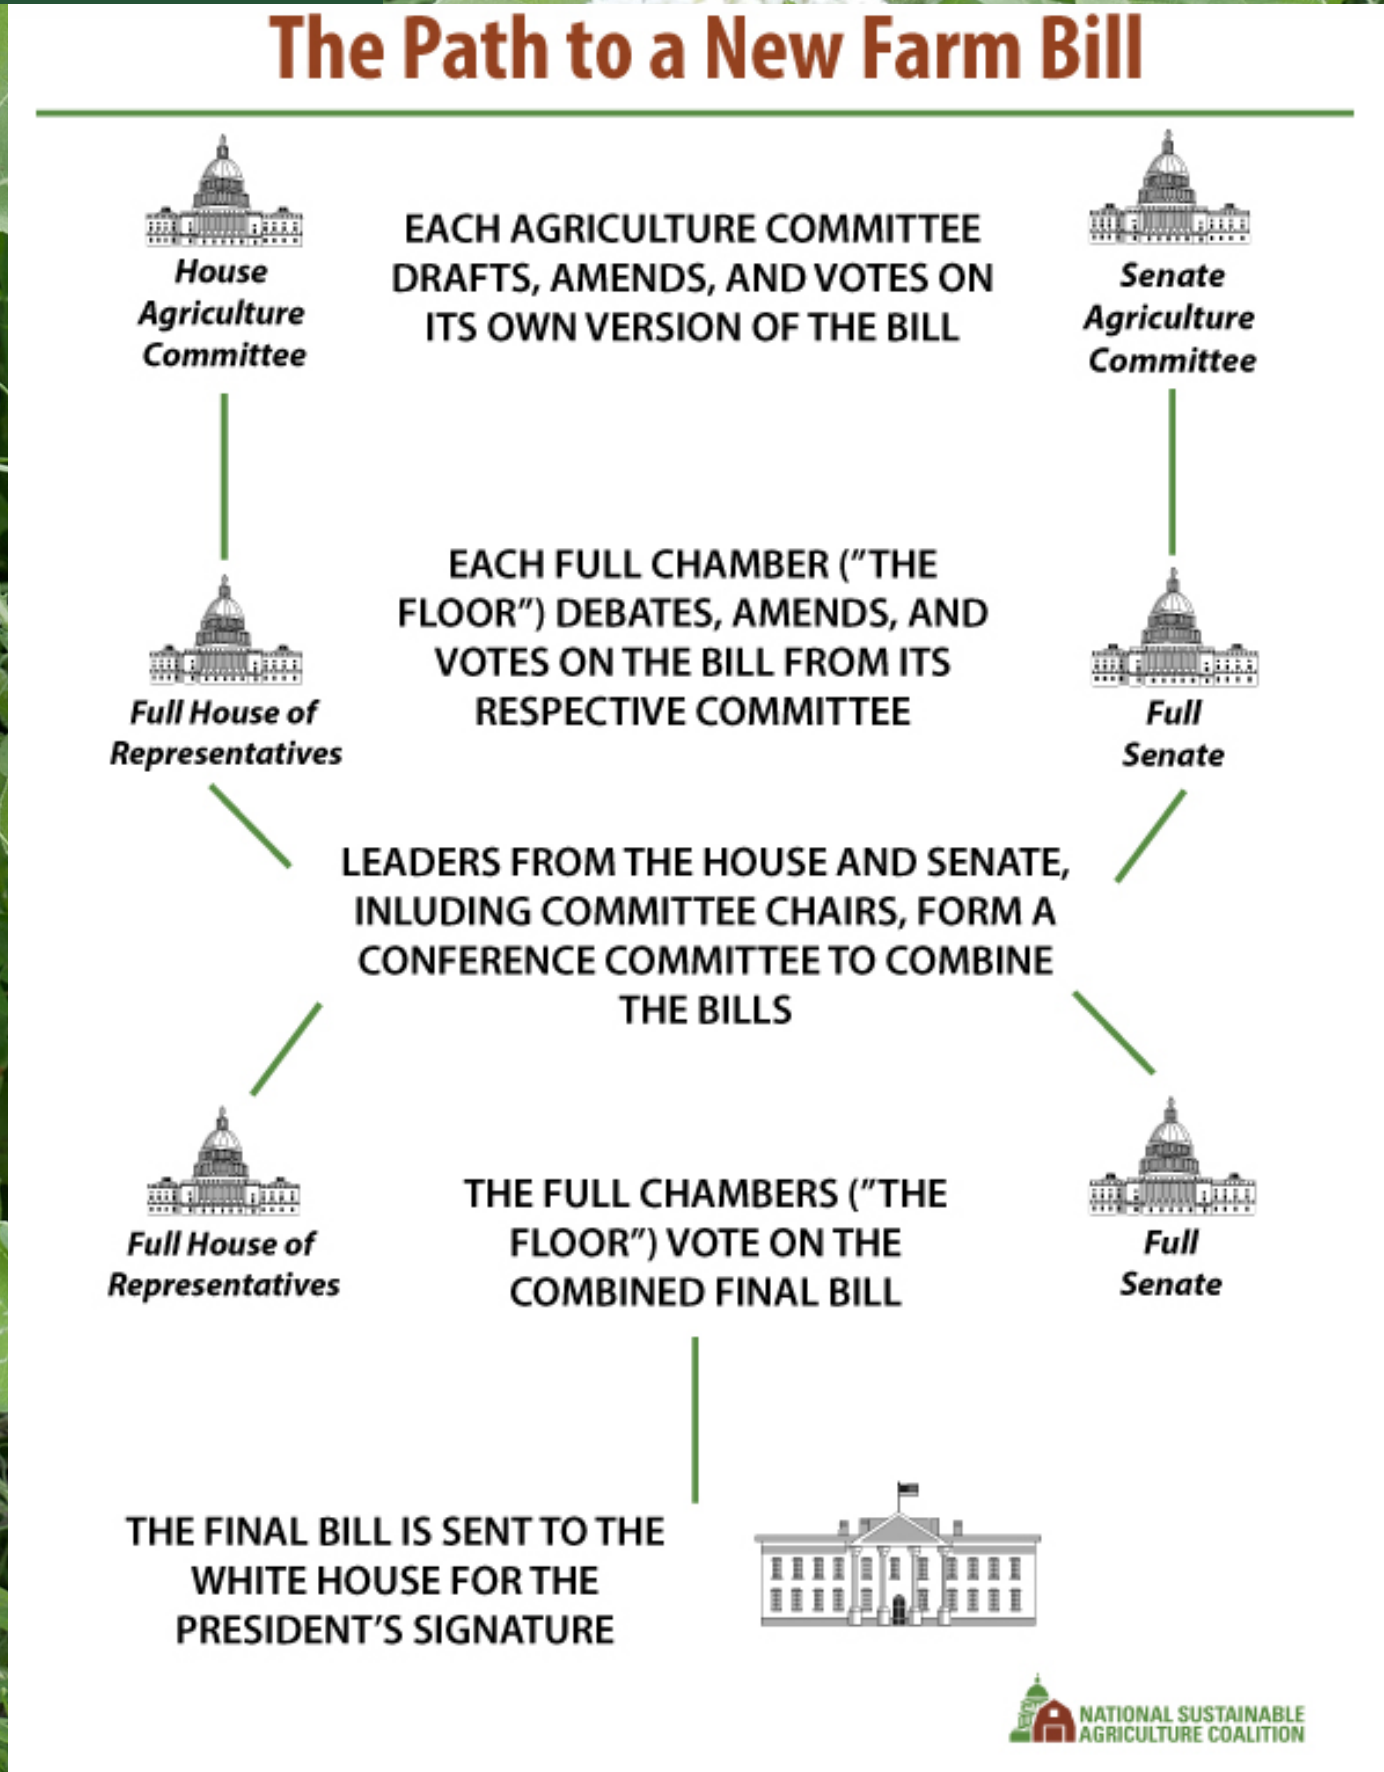 The Path to a New Farm Bill
House
Agriculture
Committee
EACH AGRICULTURE COMMITTEE
DRAFTS, AMENDS, AND VOTES ON
ITS OWN VERSION OF THE BILL
Senate
Agriculture
Committee
EACH FULL CHAMBER ("THE
FLOOR") DEBATES, AMENDS, AND
VOTES ON THE BILL FROM ITS
RESPECTIVE COMMITTEE
Full House of
Representatives
Full
Senate
LEADERS FROM THE HOUSE AND SENATE,
INLUDING COMMITTEE CHAIRS, FORM A
CONFERENCE COMMITTEE TO COMBINE
THE BILLS
Full House of
Representatives
THE FULL CHAMBERS ("THE
FLOOR") VOTE ON THE
COMBINED FINAL BILL
Full
Senate
THE FINAL BILL IS SENT TO THE
WHITE HOUSE FOR THE
PRESIDENT'S SIGNATURE
NATIONAL SUSTAINABLE
AGRICULTURE COALITION